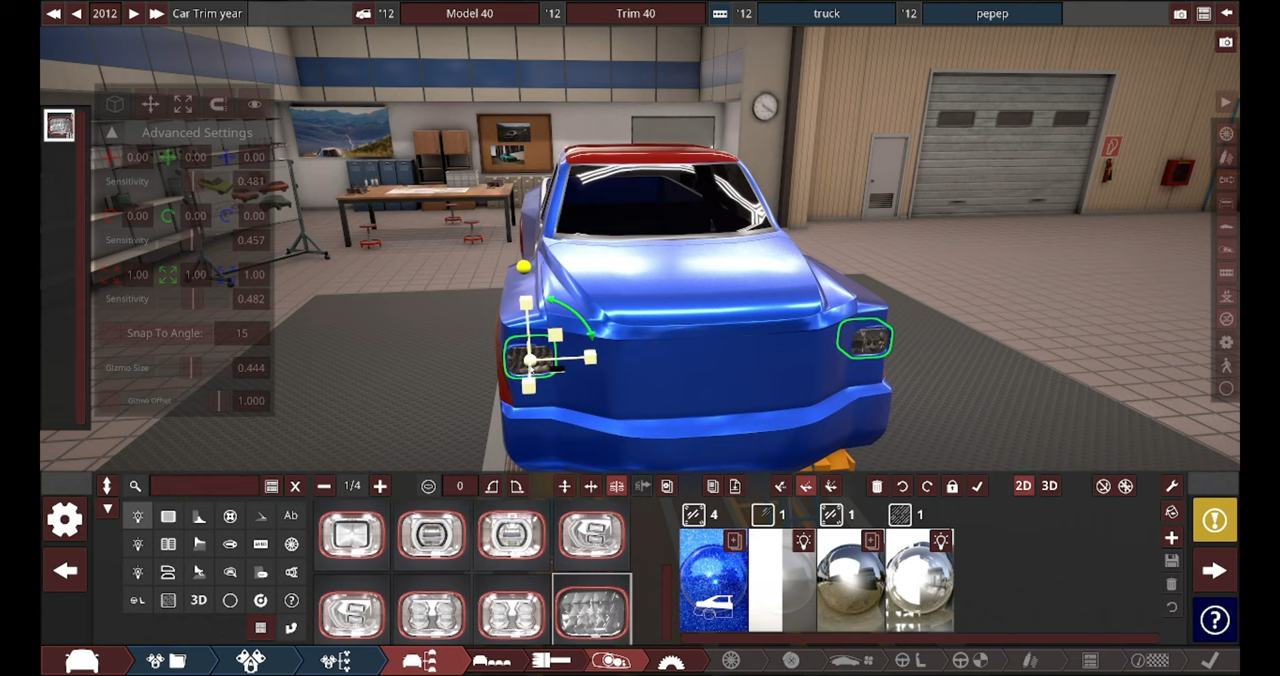 2012 Car Trim year '12 Model 40 '12 Trim 40 '12 truck '12 pepep
Advanced Settings
0.00 0.00 0.00
Sensitivity 0.481
0.00 0.00 0.00
Sensitivity 0.457
1.00 1.00 1.00
Sensitivity 0.482
Snap To Angle: 15
Gizmo Size 0.444
Gizmo Offset 1.000
1/4 0 2D 3D
Ab 4 1 1 1
L 3D ?
?